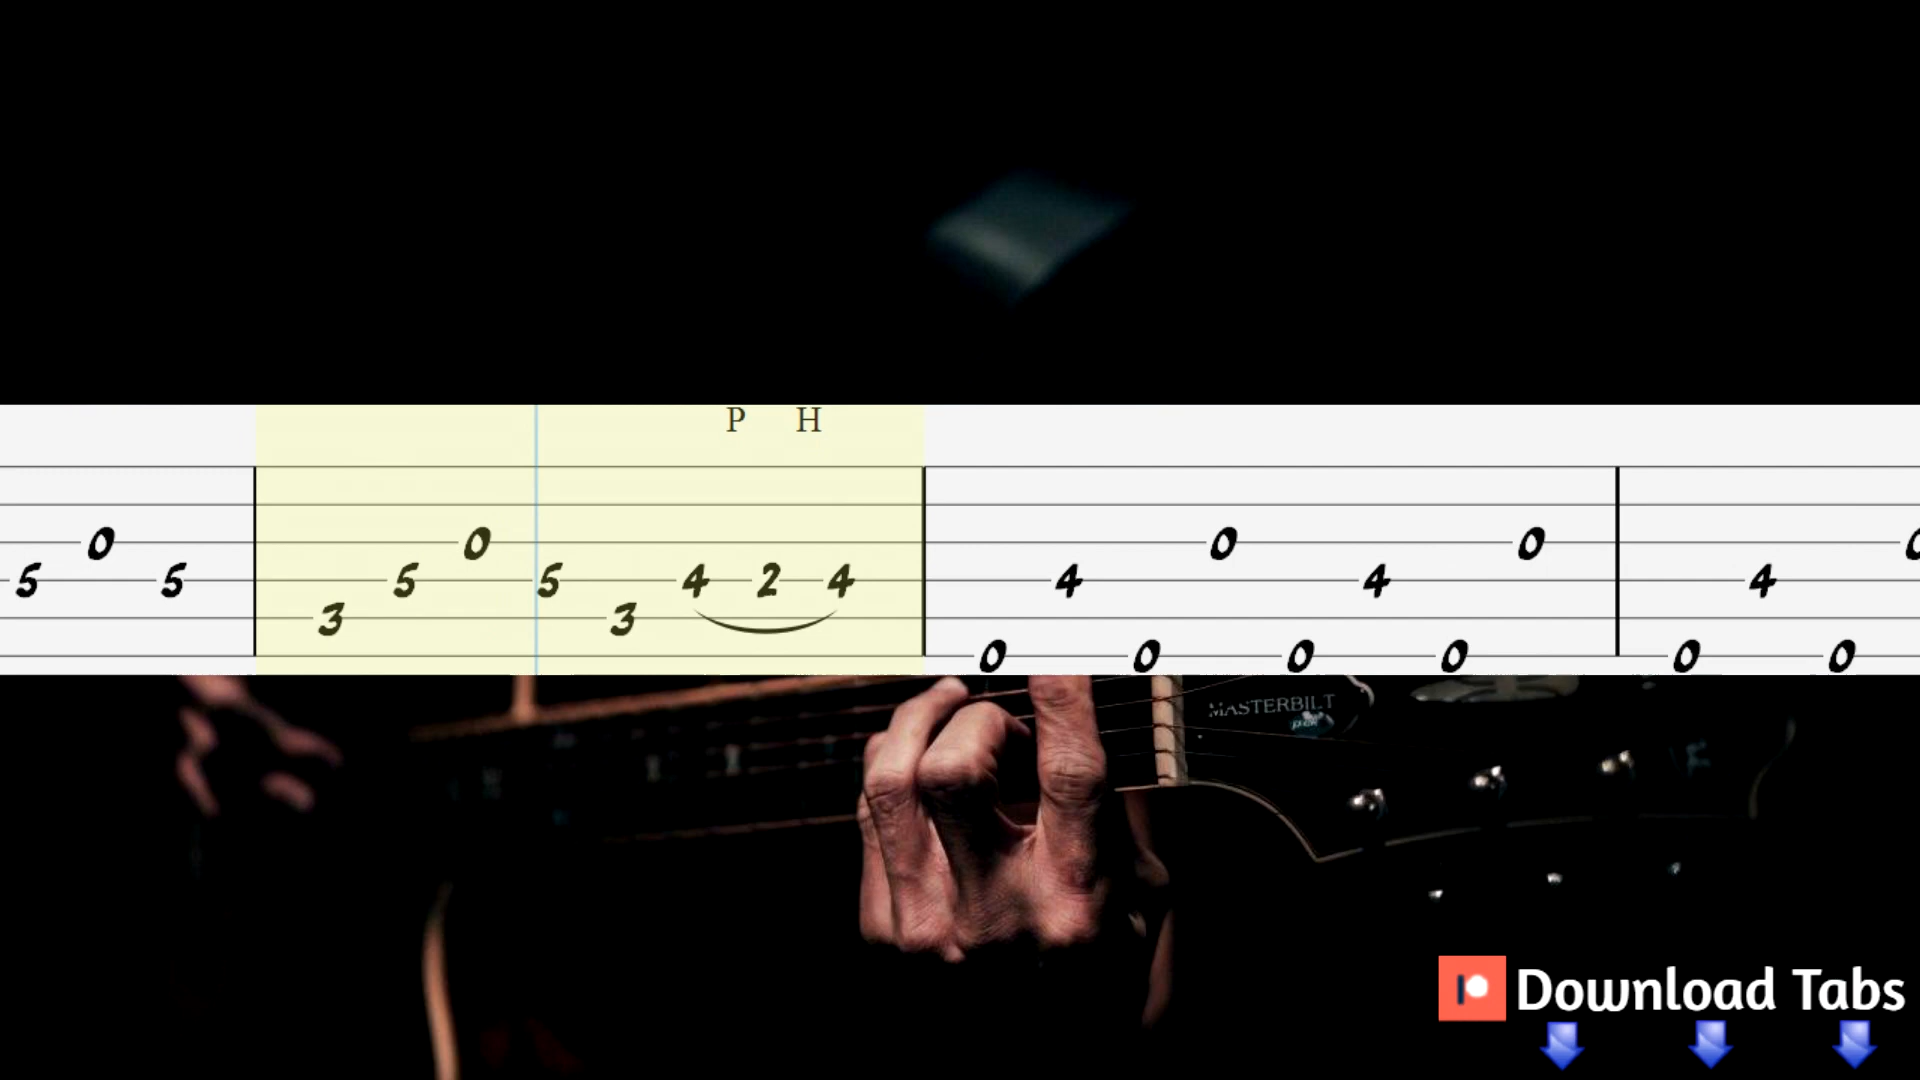 P H
0 0 0 0 0
5 5 5 5 4 2 4 4 4 4
3 3
0 0 0 0 0 0
MASTERBILT
Download Tabs